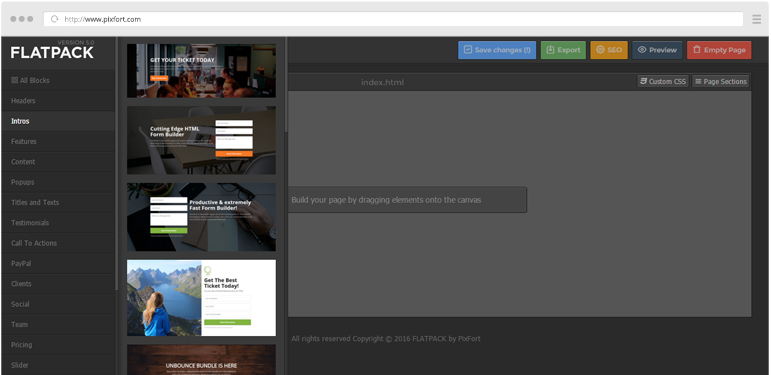 http://www.pixfort.com
VERSION 5.0
FLATPACK
Save changes (!)
Export
SEO
Preview
Empty Page
All Blocks
Headers
Intros
Features
Content
Popups
Titles and Texts
Testimonials
Call To Actions
PayPal
Clients
Social
Team
Pricing
Slider
GET YOUR TICKET TODAY
Cutting Edge HTML
Form Builder
Productive & extremely
Fast Form Builder!
Get The Best
Ticket Today!
UNBOUNCE BUNDLE IS HERE
index.html
Custom CSS
Page Sections
Build your page by dragging elements onto the canvas
All rights reserved Copyright © 2016 FLATPACK by PixFort